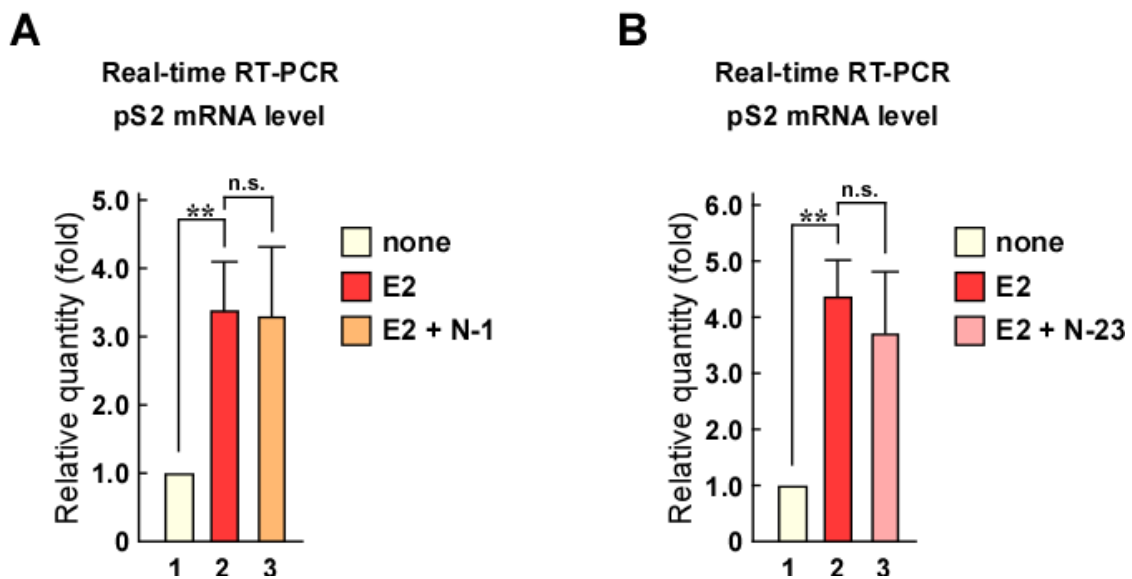 A
Real-time RT-PCR
pS2 mRNA level
Relative quantity (fold)
5.0
4.0
3.0
2.0
1.0
0
**
n.s.
1 2 3
none
E2
E2 + N-1
B
Real-time RT-PCR
pS2 mRNA level
Relative quantity (fold)
6.0
5.0
4.0
3.0
2.0
1.0
0
**
n.s.
1 2 3
none
E2
E2 + N-23